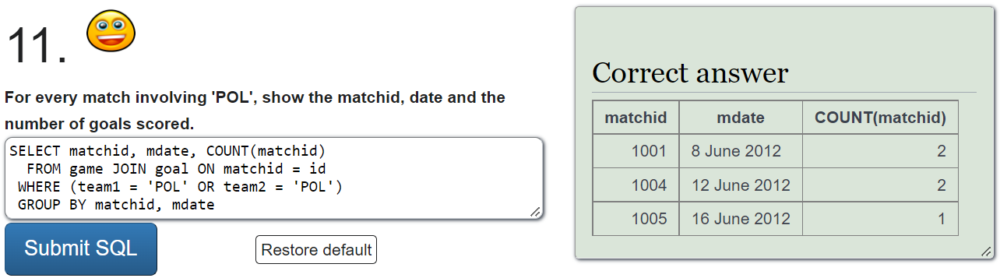 11.
For every match involving 'POL', show the matchid, date and the
number of goals scored.
SELECT matchid, mdate, COUNT(matchid)
FROM game JOIN goal ON matchid = id
WHERE (team1 = 'POL' OR team2 = 'POL')
GROUP BY matchid, mdate
Submit SQL
Restore default
Correct answer
matchid mdate COUNT(matchid)
1001 8 June 2012 2
1004 12 June 2012 2
1005 16 June 2012 1